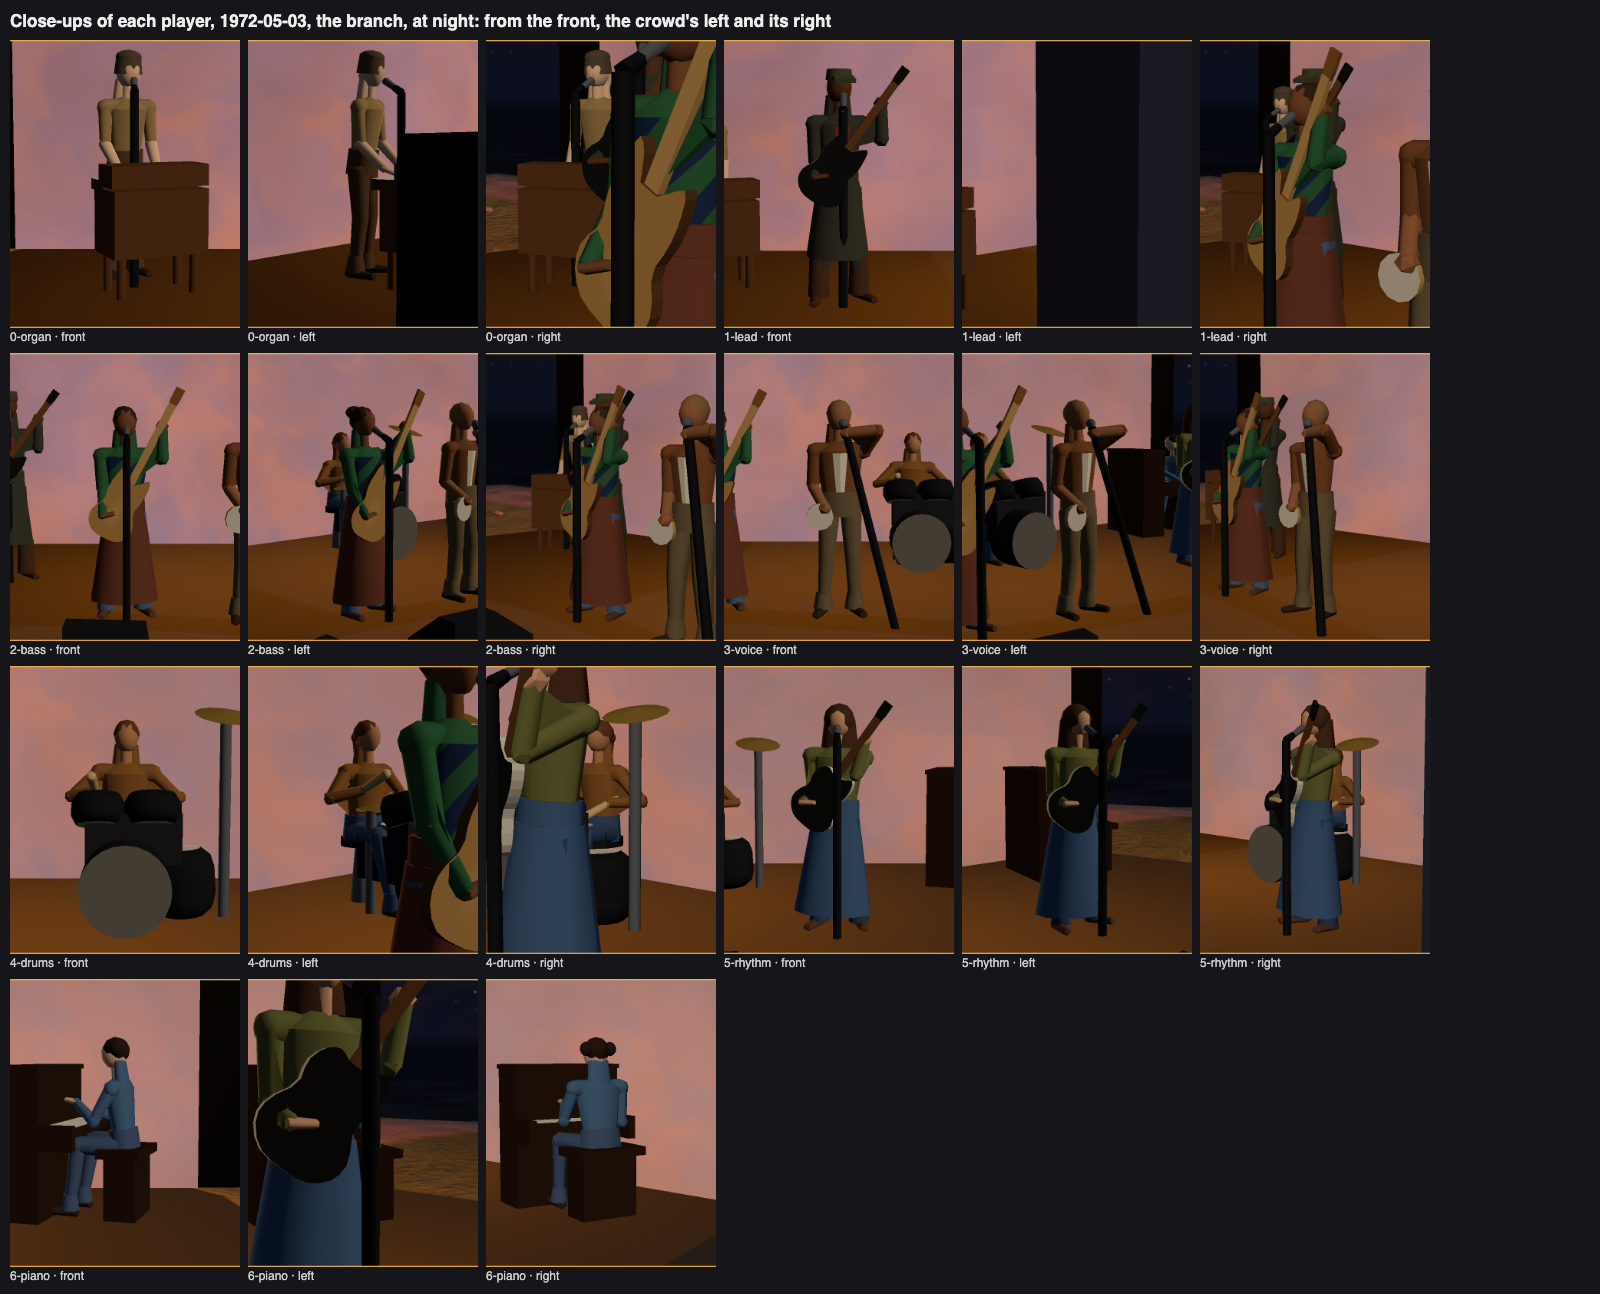 Close-ups of each player, 1972-05-03, the branch, at night: from the front, the crowd's left and its right
0-organ · front
0-organ · left
0-organ · right
1-lead · front
1-lead · left
1-lead · right
2-bass · front
2-bass · left
2-bass · right
3-voice · front
3-voice · left
3-voice · right
4-drums · front
4-drums · left
4-drums · right
5-rhythm · front
5-rhythm · left
5-rhythm · right
6-piano · front
6-piano · left
6-piano · right